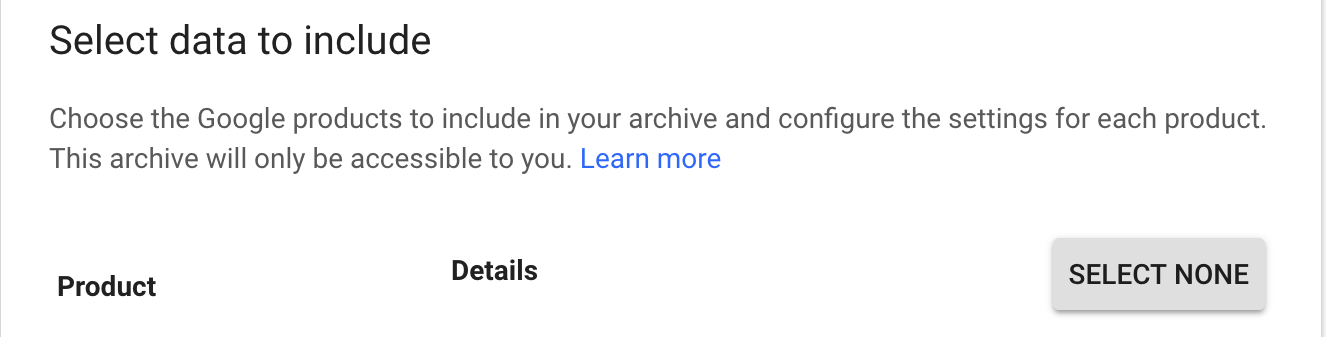 Select data to include
Choose the Google products to include in your archive and configure the settings for each product.
This archive will only be accessible to you. Learn more
Product
Details
SELECT NONE